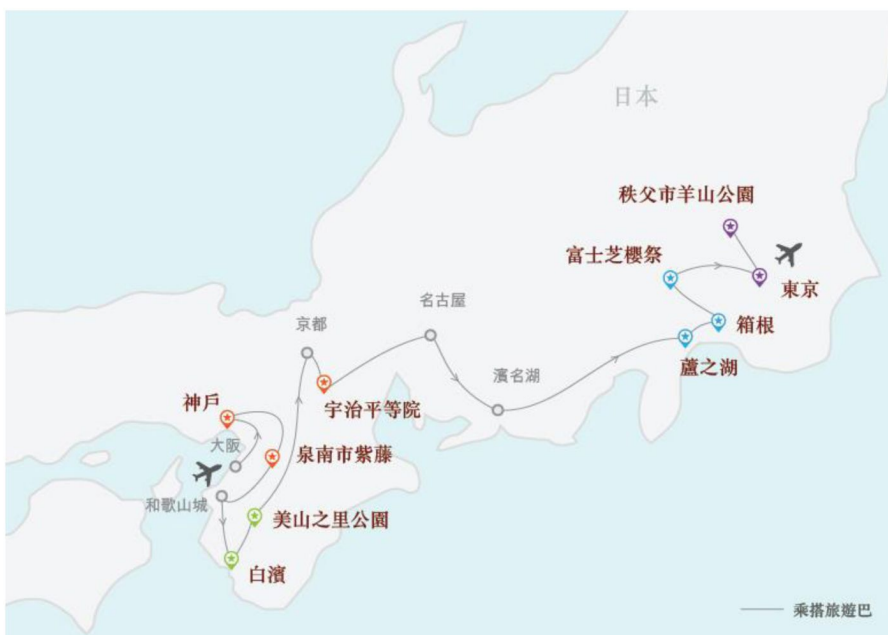 日本
秩父市羊山公園
富士芝櫻祭
東京
名古屋
箱根
京都
蘆之湖
濱名湖
宇治平等院
神戶
大阪
泉南市紫藤
和歌山城
美山之里公園
白濱
乘搭旅遊巴